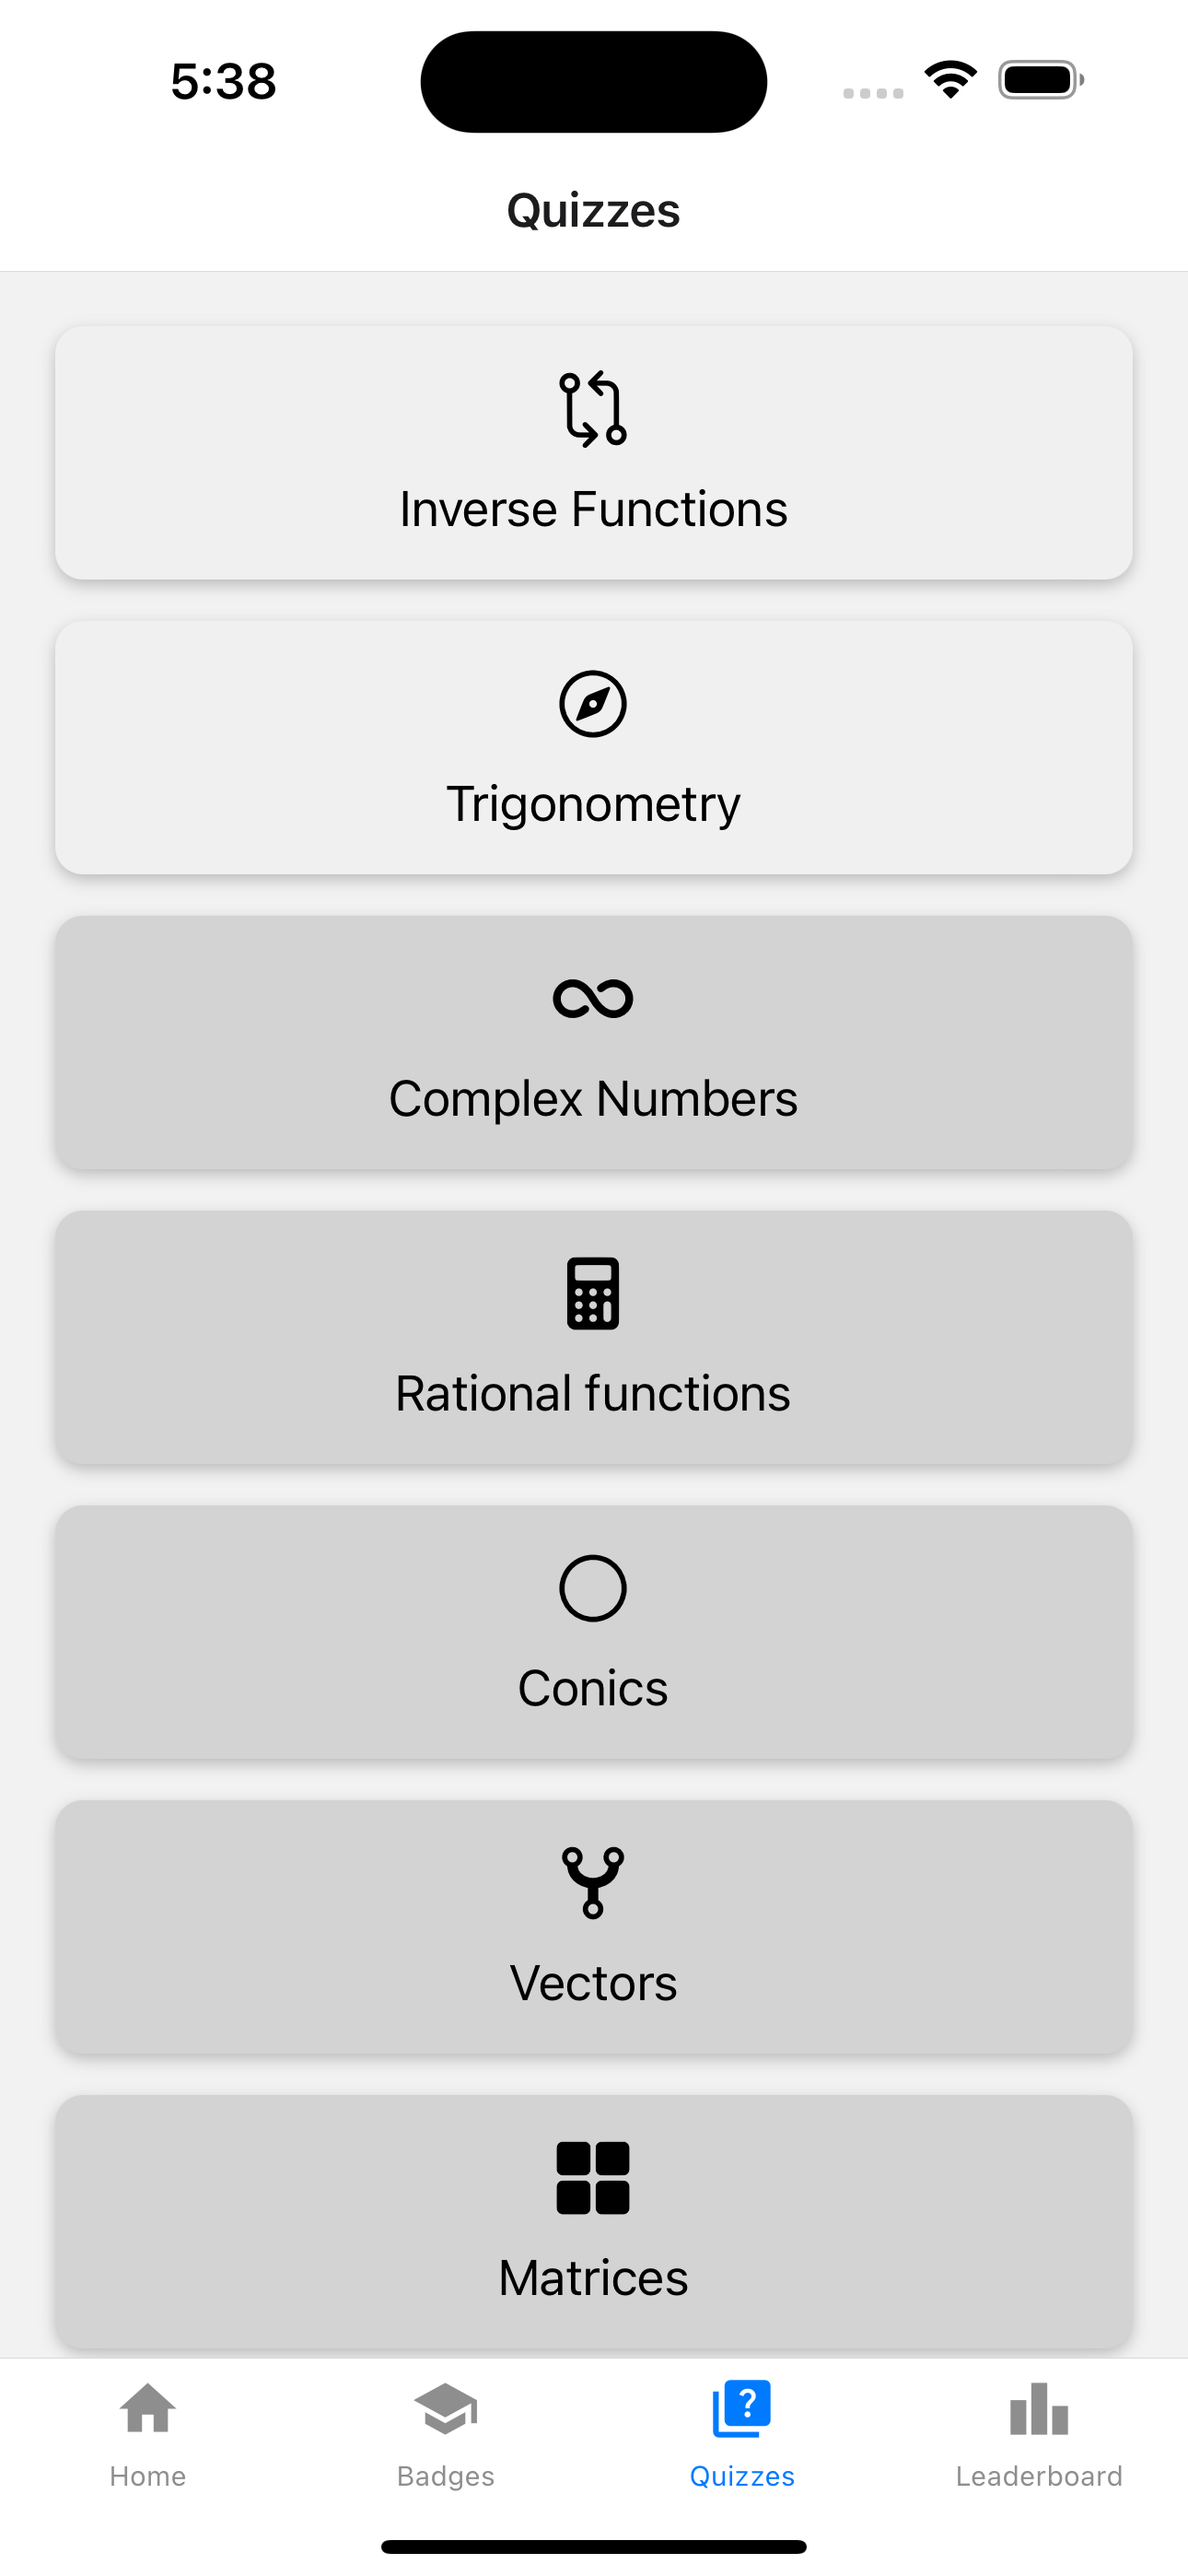 5:38
Quizzes
Inverse Functions
Trigonometry
Complex Numbers
Rational functions
Conics
Vectors
Matrices
Home
Badges
Quizzes
Leaderboard